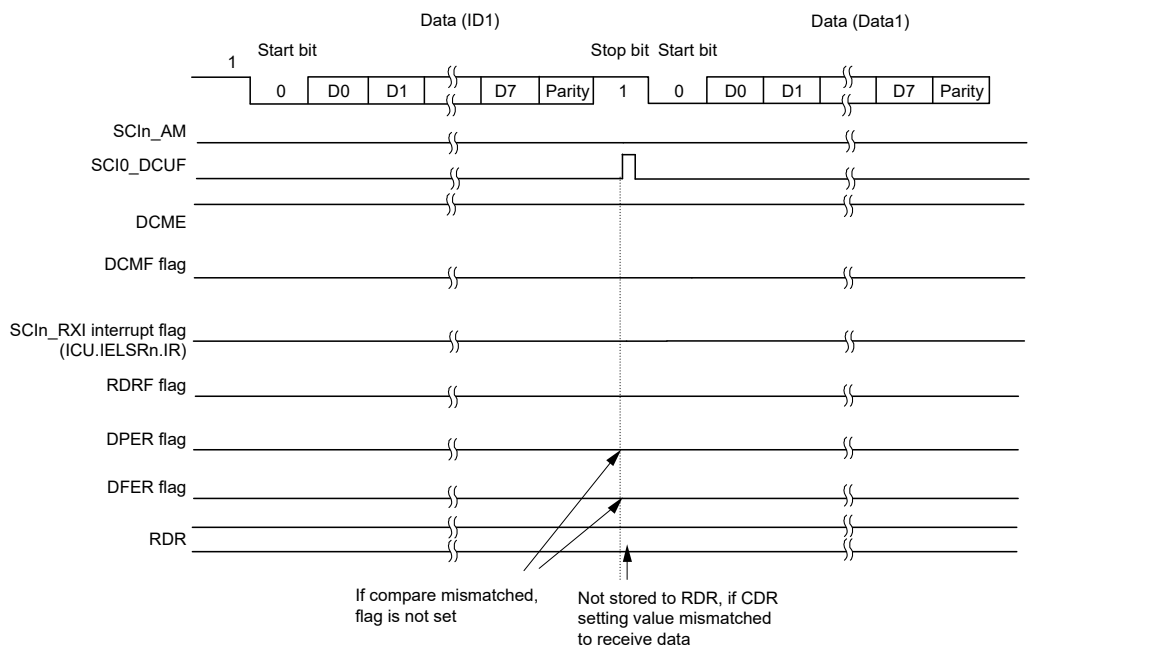 Data (ID1) Data (Data1)
Start bit Stop bit Start bit
1
0 D0 D1 D7 Parity 1 0 D0 D1 D7 Parity
SCIn_AM
SCI0_DCUF
DCME
DCMF flag
SCIn_RXI interrupt flag
(ICU.IELSRn.IR)
RDRF flag
DPER flag
DFER flag
RDR
If compare mismatched,
flag is not set
Not stored to RDR, if CDR
setting value mismatched
to receive data